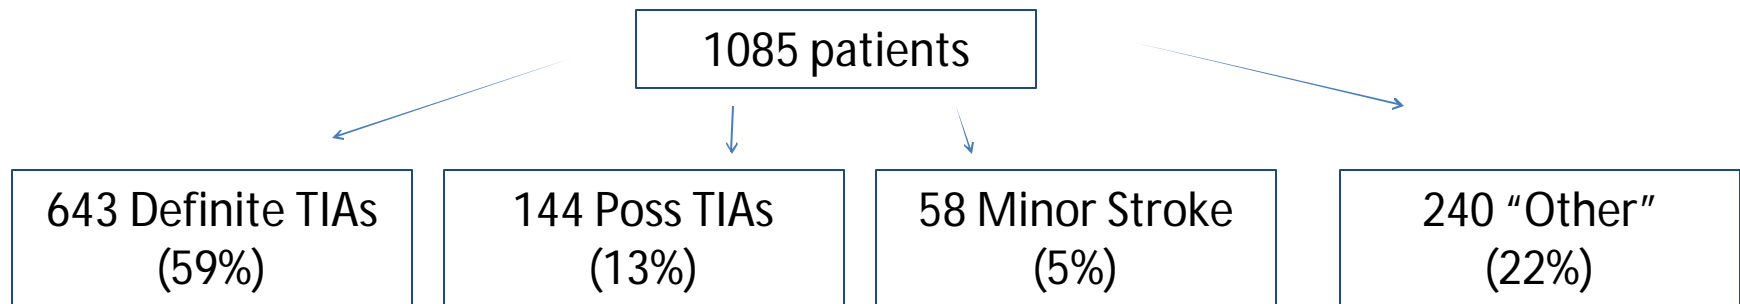 1085 patients
643 Definite TIAs
(59%)
144 Poss TIAs
(13%)
58 Minor Stroke
(5%)
240 “Other”
(22%)